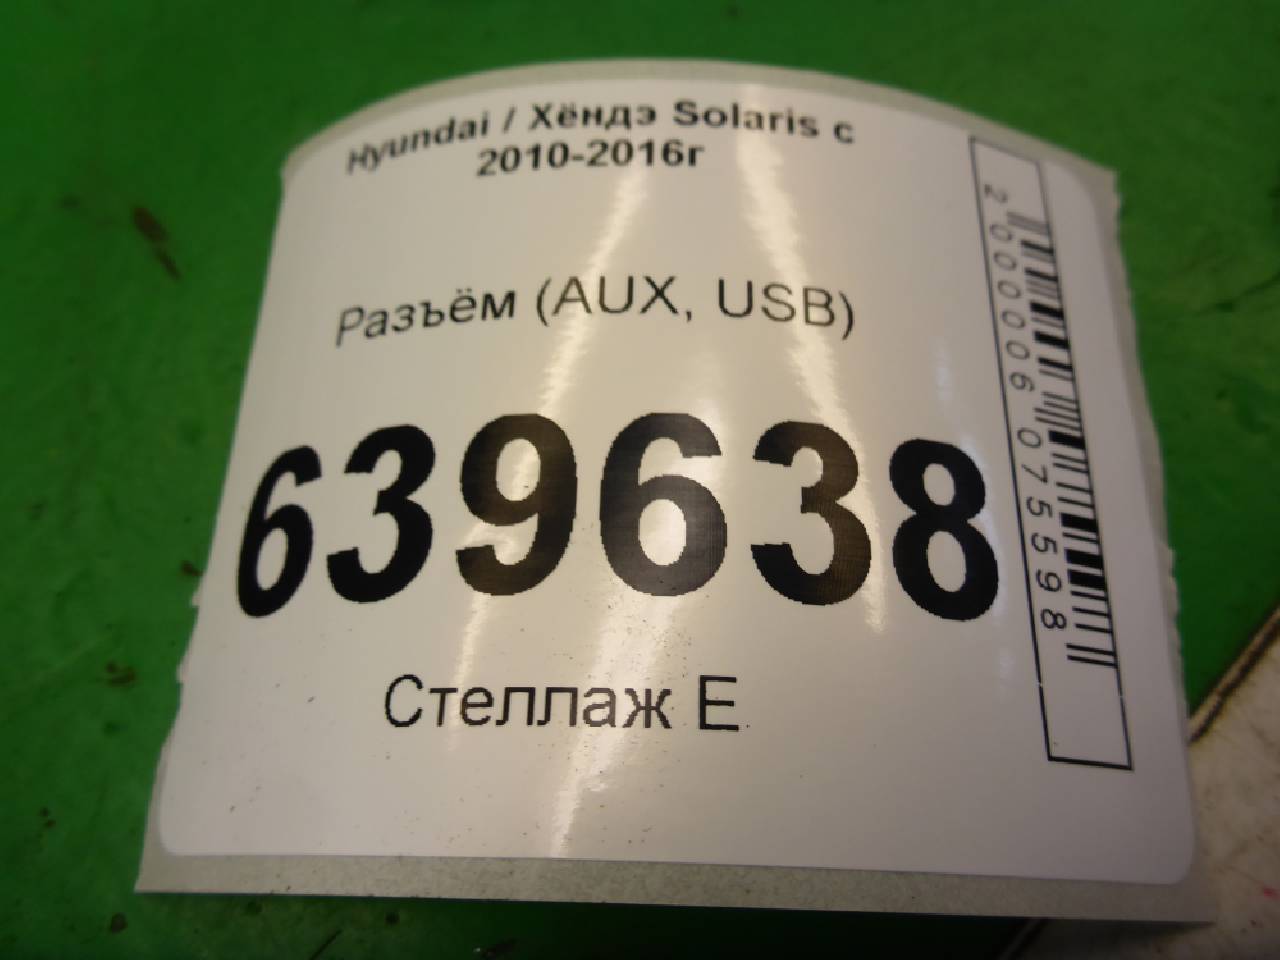 Hyundai / Хёндэ Solaris с
2010-2016г
Разъём (AUX, USB)
639638
Стеллаж Е
2000006075598